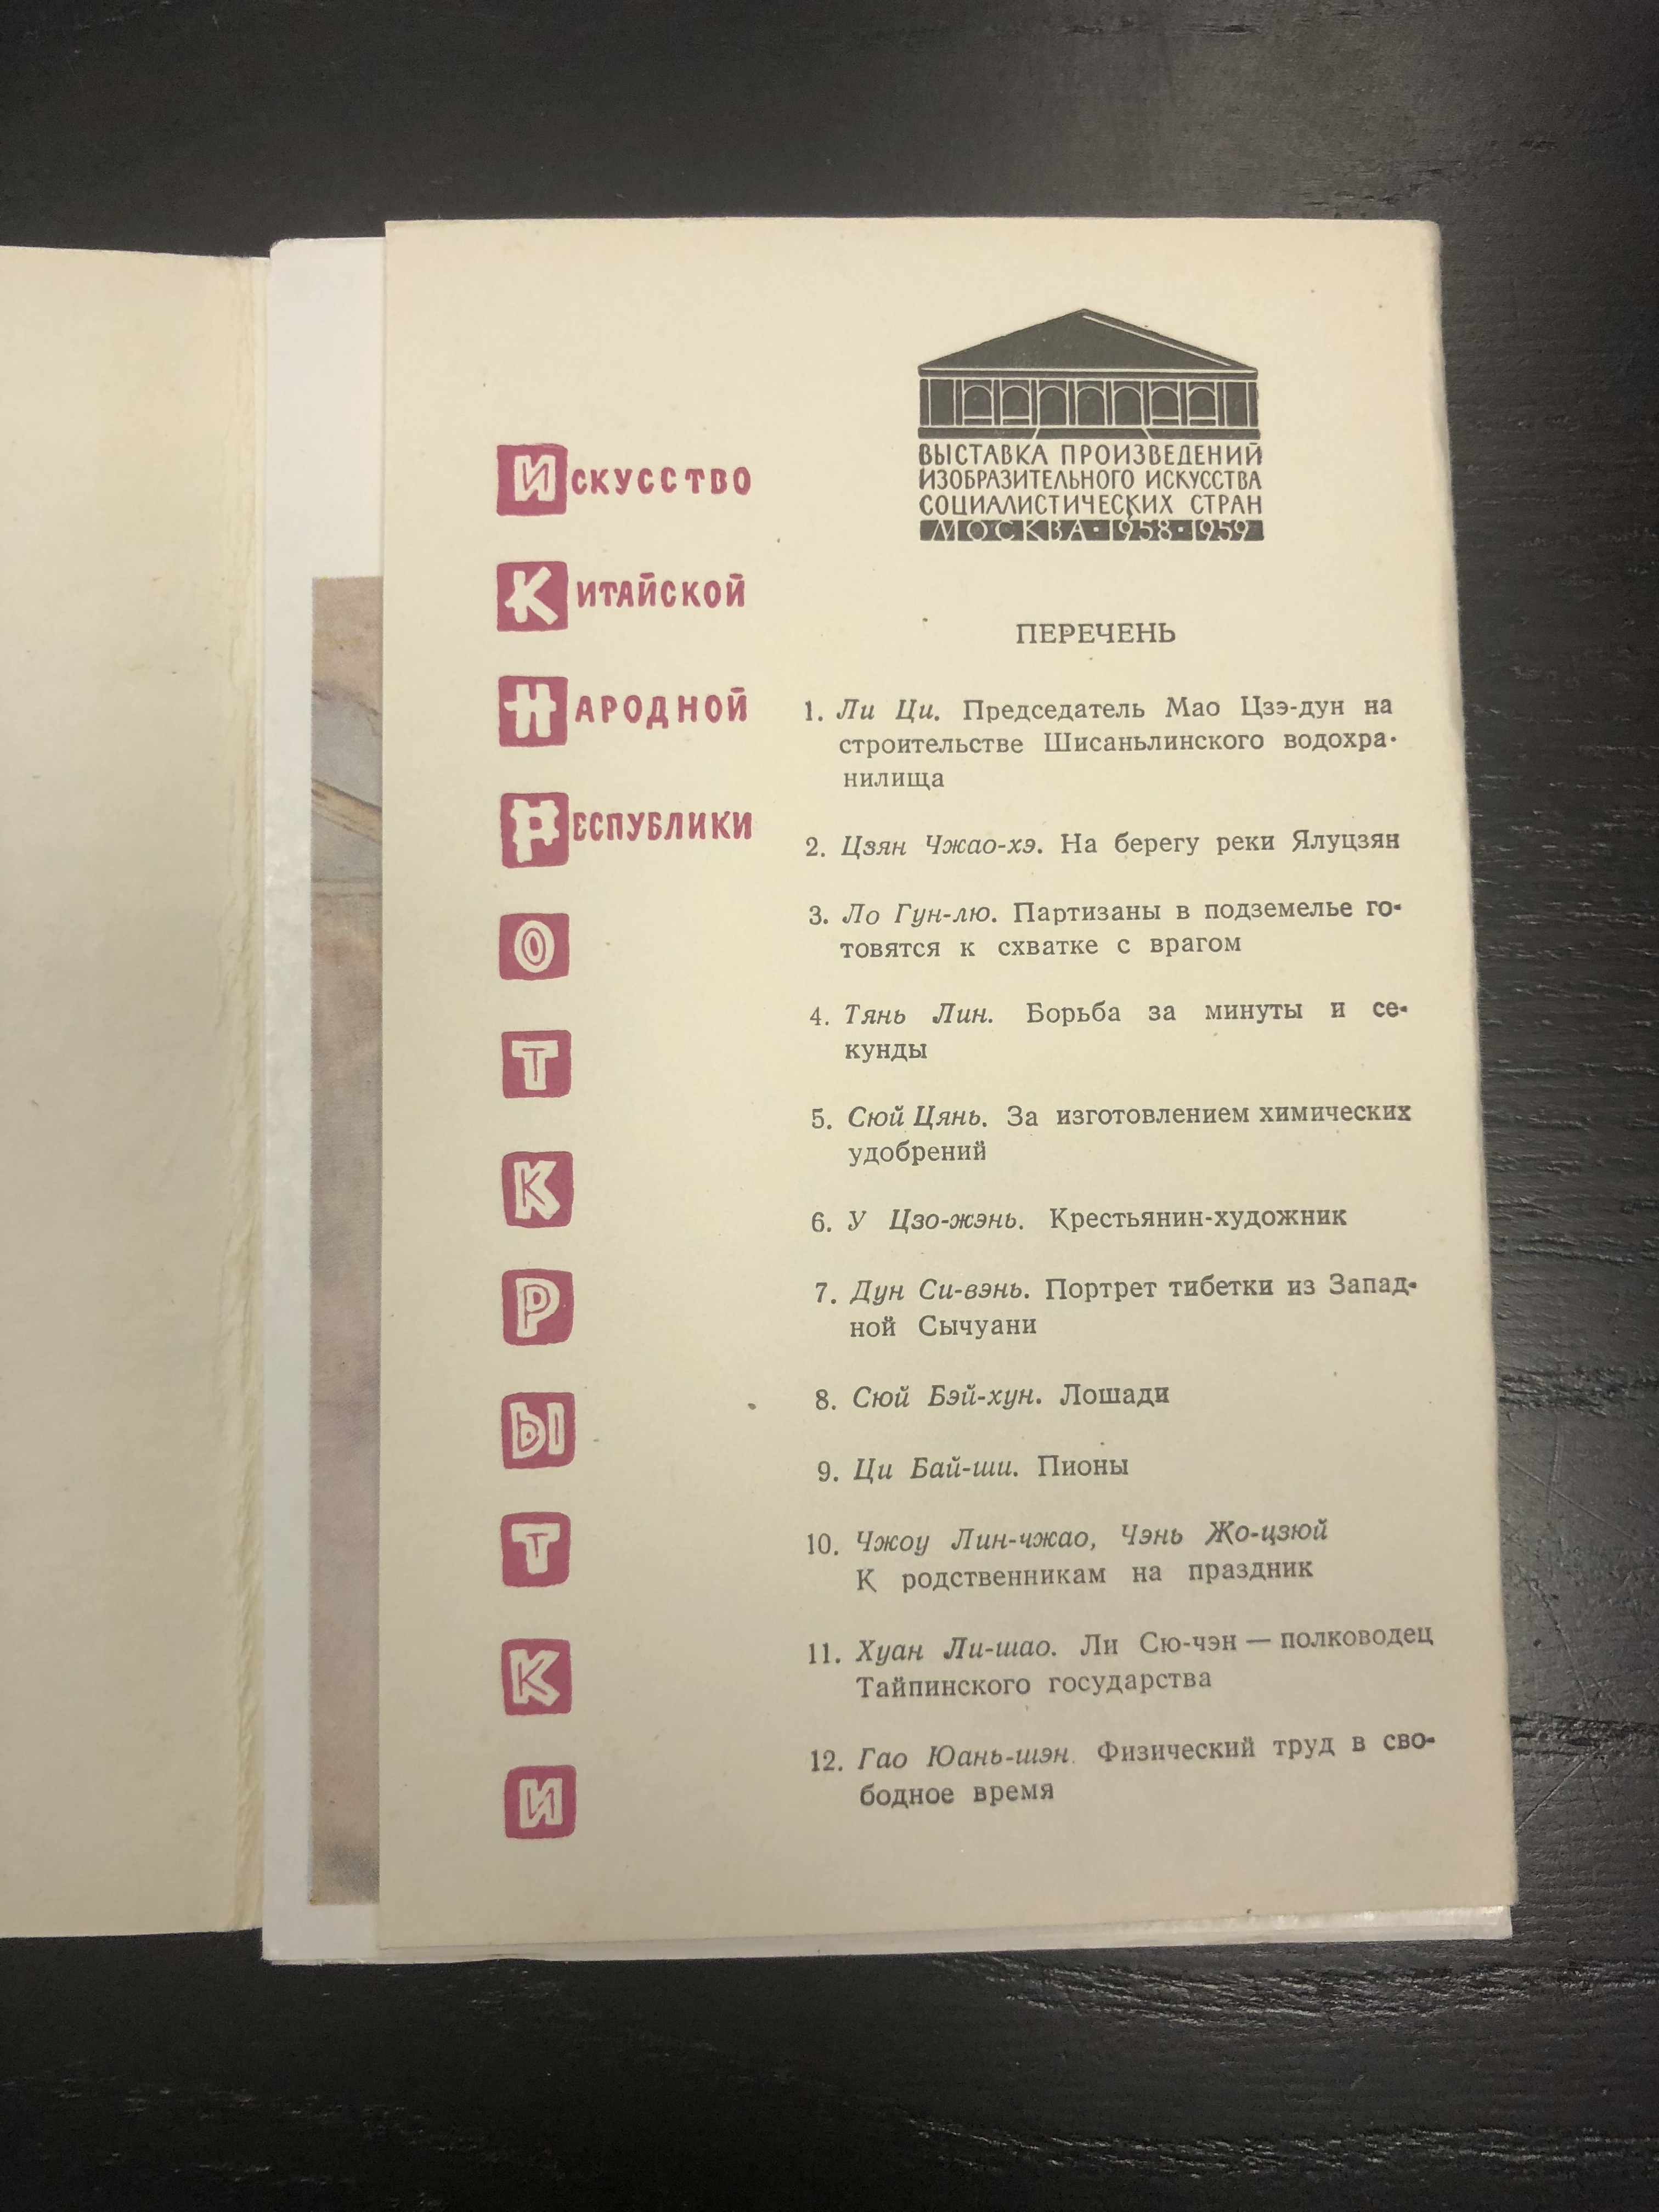 Искусство
Китайской
Народной
Республики
О
Т
К
Р
Ы
Т
К
И
ВЫСТАВКА ПРОИЗВЕДЕНИЙ
ИЗОБРАЗИТЕЛЬНОГО ИСКУССТВА
СОЦИАЛИСТИЧЕСКИХ СТРАН
МОСКВА·1958·1959
ПЕРЕЧЕНЬ
1. Ли Ци. Председатель Мао Цзэ-дун на
строительстве Шисаньлинского водохра-
нилища
2. Цзян Чжао-хэ. На берегу реки Ялуцзян
3. Ло Гун-лю. Партизаны в подземелье го-
товятся к схватке с врагом
4. Тянь Лин. Борьба за минуты и се-
кунды
5. Сюй Цянь. За изготовлением химических
удобрений
6. У Цзо-жэнь. Крестьянин-художник
7. Дун Си-вэнь. Портрет тибетки из Запад-
ной Сычуани
8. Сюй Бэй-хун. Лошади
9. Ци Бай-ши. Пионы
10. Чжоу Лин-чжао, Чэнь Жо-цзюй
К родственникам на праздник
11. Хуан Ли-шао. Ли Сю-чэн — полководец
Тайпинского государства
12. Гао Юань-шэн. Физический труд в сво-
бодное время